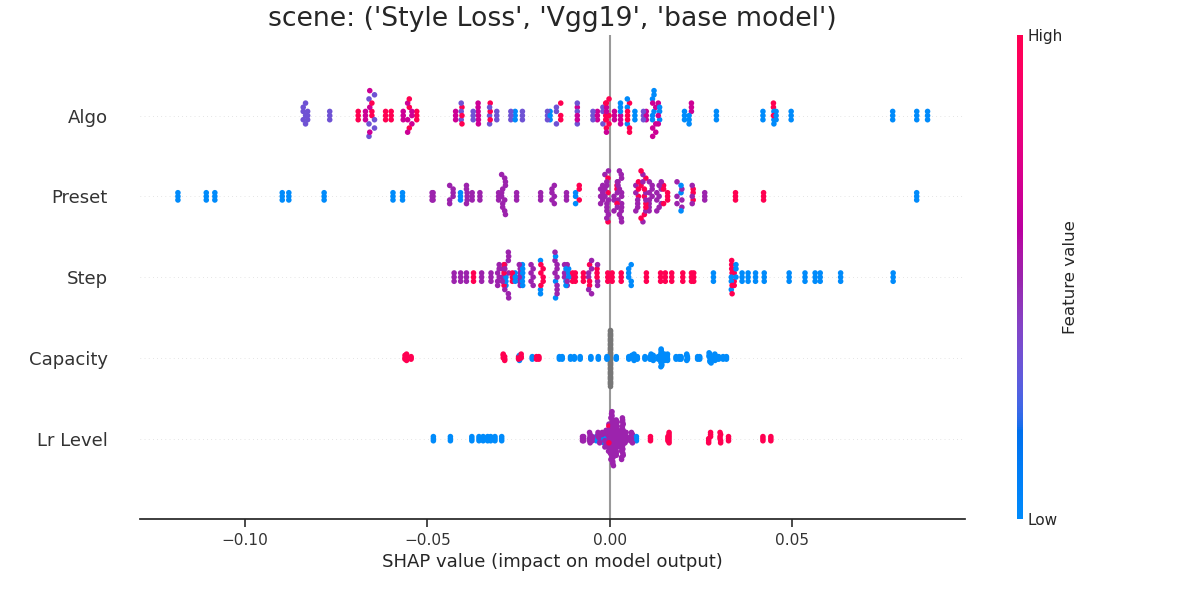 scene: ('Style Loss', 'Vgg19', 'base model')
High
Algo
Preset
Step
Capacity
Lr Level
Feature value
Low
−0.10
−0.05
0.00
0.05
SHAP value (impact on model output)